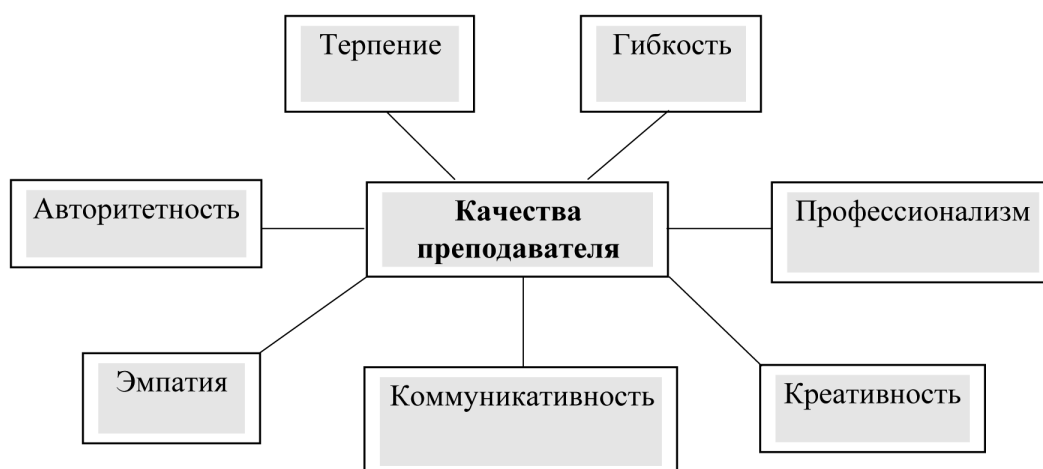 Терпение
Гибкость
Авторитетность
Качества
преподавателя
Профессионализм
Эмпатия
Коммуникативность
Креативность